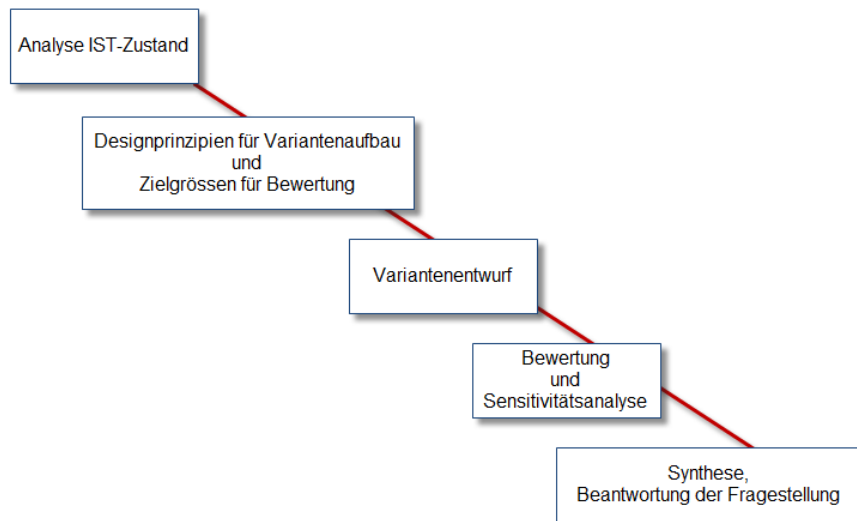 Analyse IST-Zustand
Designprinzipien für Variantenaufbau
und
Zielgrössen für Bewertung
Variantenentwurf
Bewertung
und
Sensitivitätsanalyse
Synthese,
Beantwortung der Fragestellung